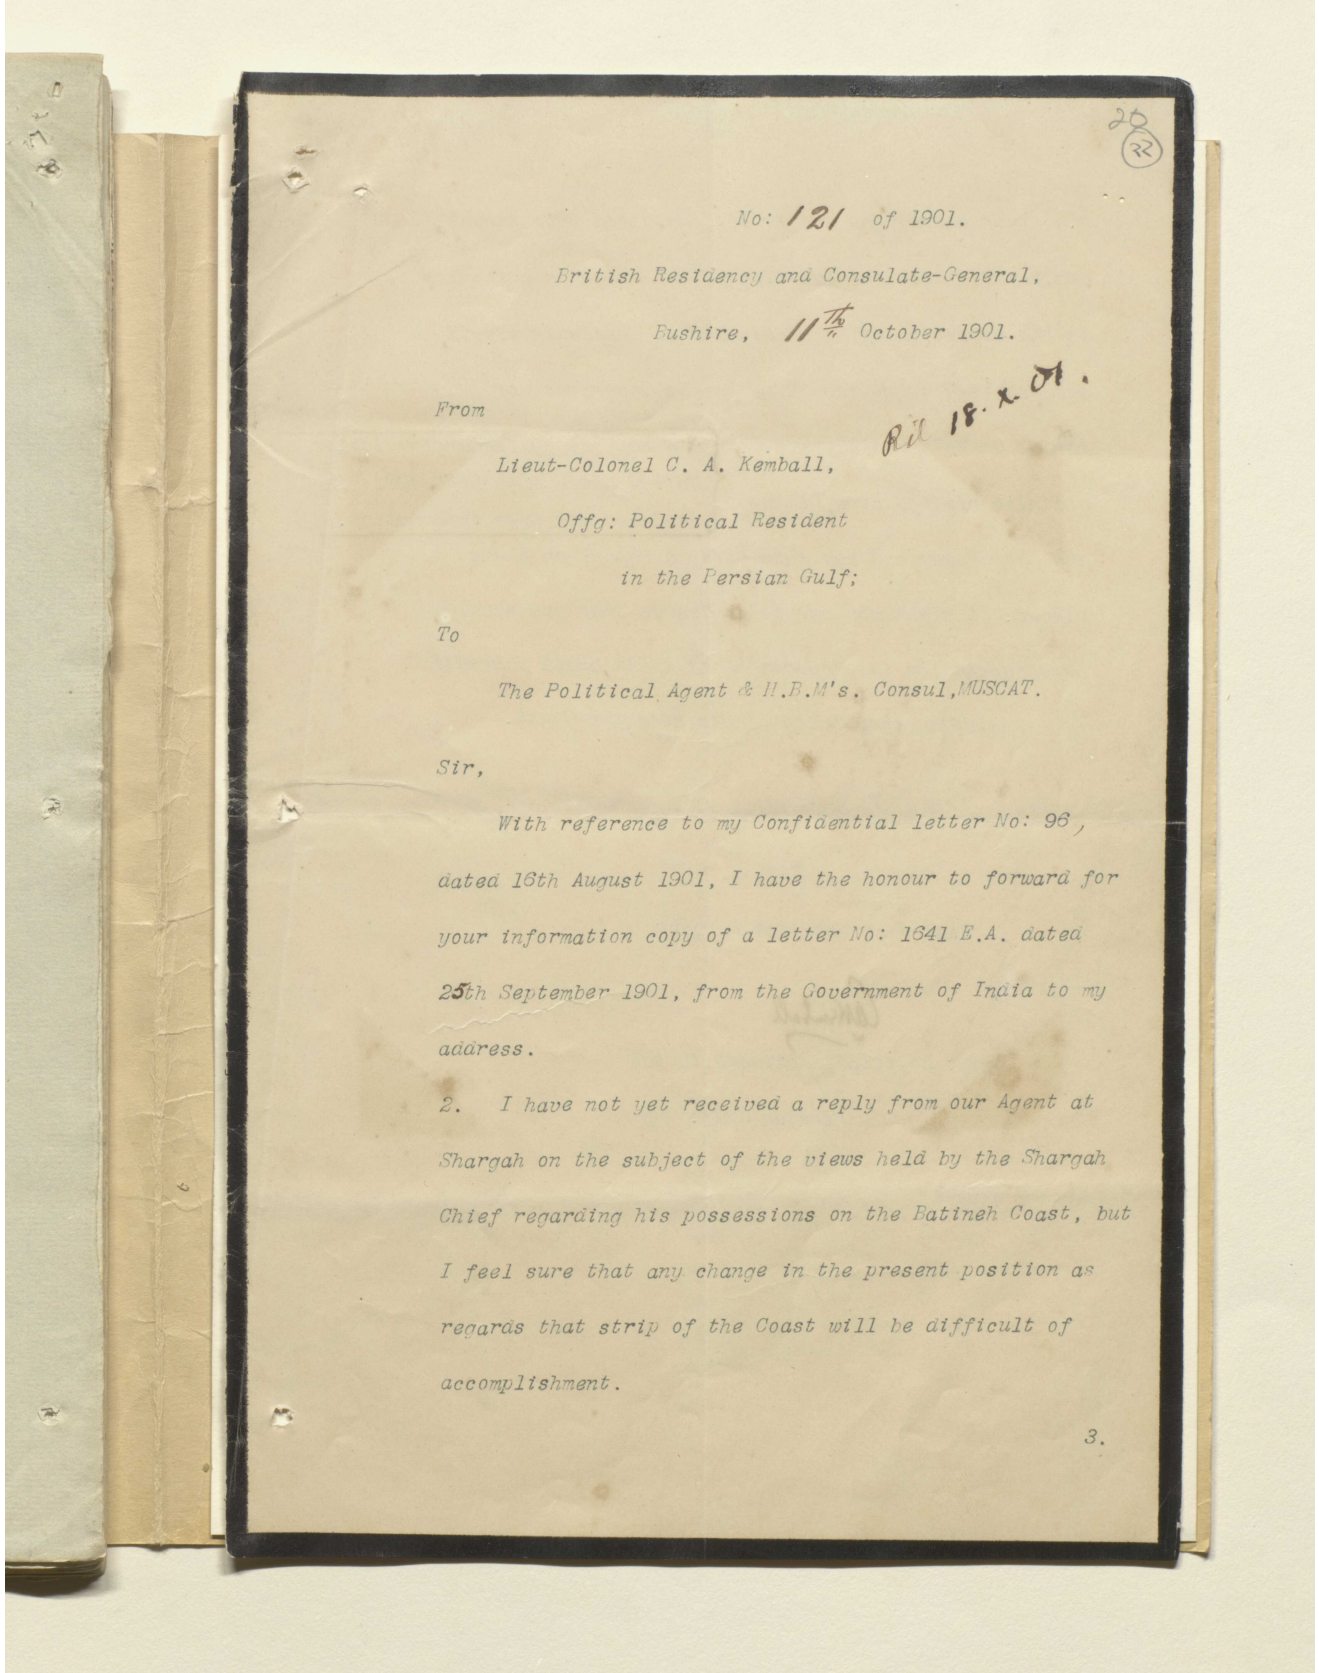 20
22
No: 121 of 1901.
British Residency and Consulate-General,
Bushire, 11th October 1901.
Rd 18. X. 01.
From
Lieut-Colonel C. A. Kemball,
Offg: Political Resident
in the Persian Gulf;
To
The Political Agent & H.B.M's. Consul,MUSCAT.
Sir,
With reference to my Confidential letter No: 96,
dated 16th August 1901, I have the honour to forward for
your information copy of a letter No: 1641 E.A. dated
25th September 1901, from the Government of India to my
address.
2. I have not yet received a reply from our Agent at
Shargah on the subject of the views held by the Shargah
Chief regarding his possessions on the Batineh Coast, but
I feel sure that any change in the present position as
regards that strip of the Coast will be difficult of
accomplishment.
3.